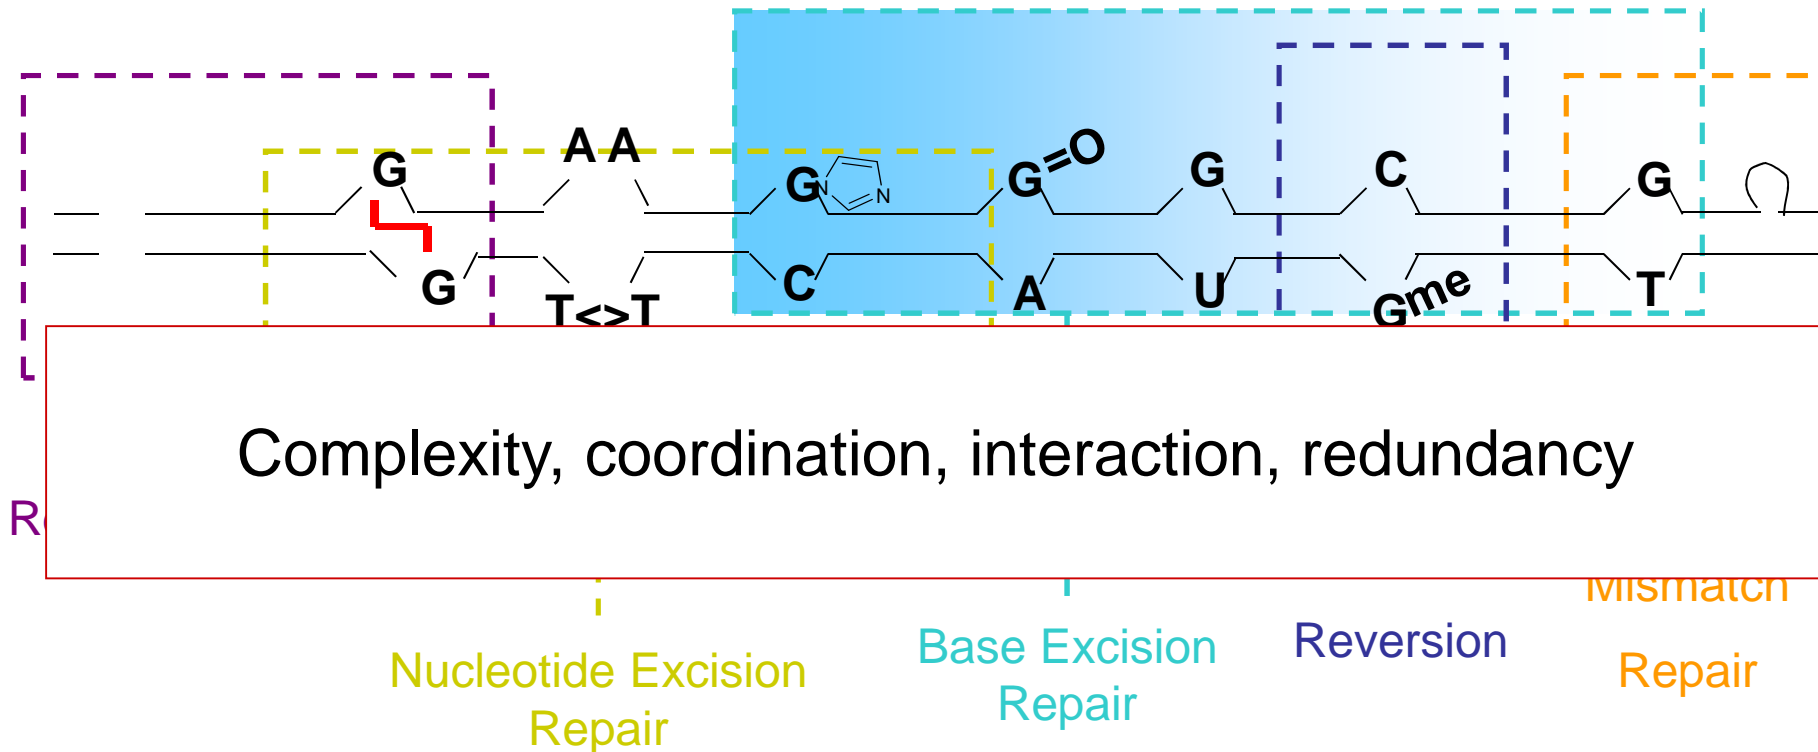 A A
G
G
N
N
G=O
G
C
G
G
T<>T
C
A
U
Gme
T
Complexity, coordination, interaction, redundancy
Mismatch
Repair
Nucleotide Excision
Repair
Base Excision
Repair
Reversion